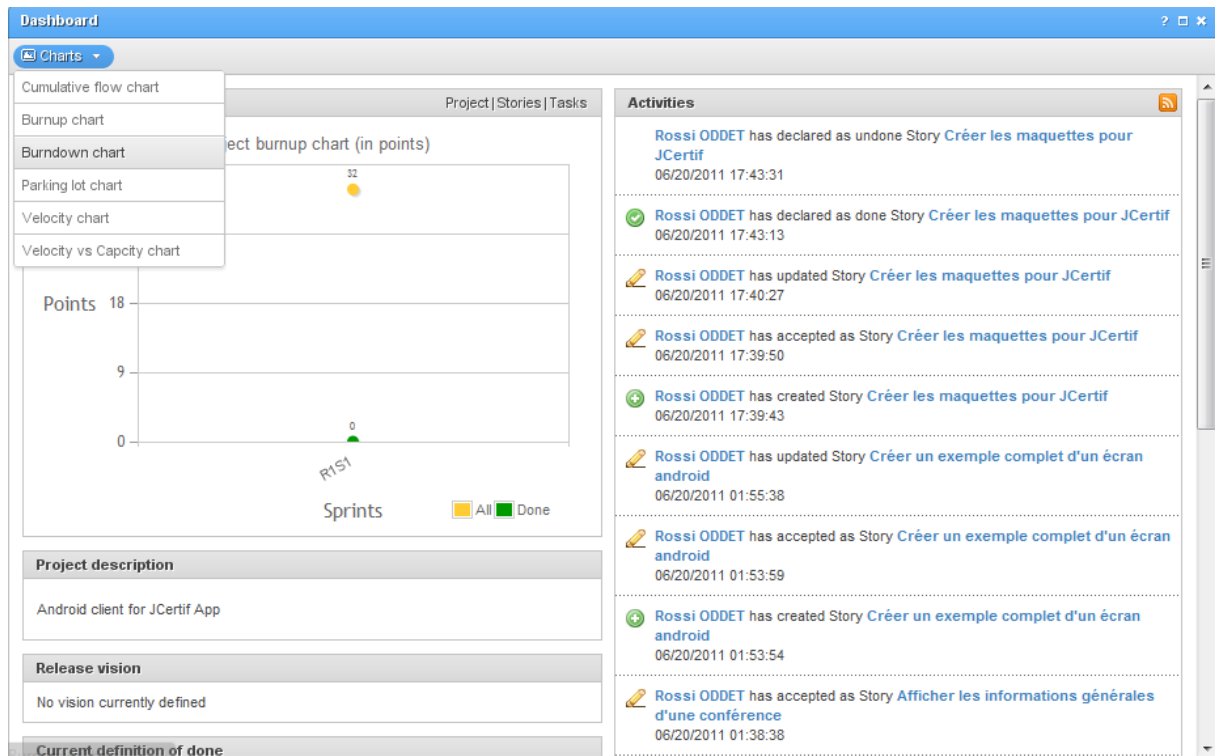 Dashboard
?
Charts
Cumulative flow chart
Burnup chart
Burndown chart
Parking lot chart
Velocity chart
Velocity vs Capcity chart
Project | Stories | Tasks
ject burnup chart (in points)
32
Points
18
9
0
0
R1S1
Sprints
All
Done
Project description
Android client for JCertif App
Release vision
No vision currently defined
Current definition of done
Activities
Rossi ODDET has declared as undone Story Créer les maquettes pour
JCertif
06/20/2011 17:43:31
Rossi ODDET has declared as done Story Créer les maquettes pour JCertif
06/20/2011 17:43:13
Rossi ODDET has updated Story Créer les maquettes pour JCertif
06/20/2011 17:40:27
Rossi ODDET has accepted as Story Créer les maquettes pour JCertif
06/20/2011 17:39:50
Rossi ODDET has created Story Créer les maquettes pour JCertif
06/20/2011 17:39:43
Rossi ODDET has updated Story Créer un exemple complet d'un écran
android
06/20/2011 01:55:38
Rossi ODDET has accepted as Story Créer un exemple complet d'un écran
android
06/20/2011 01:53:59
Rossi ODDET has created Story Créer un exemple complet d'un écran
android
06/20/2011 01:53:54
Rossi ODDET has accepted as Story Afficher les informations générales
d'une conférence
06/20/2011 01:38:38